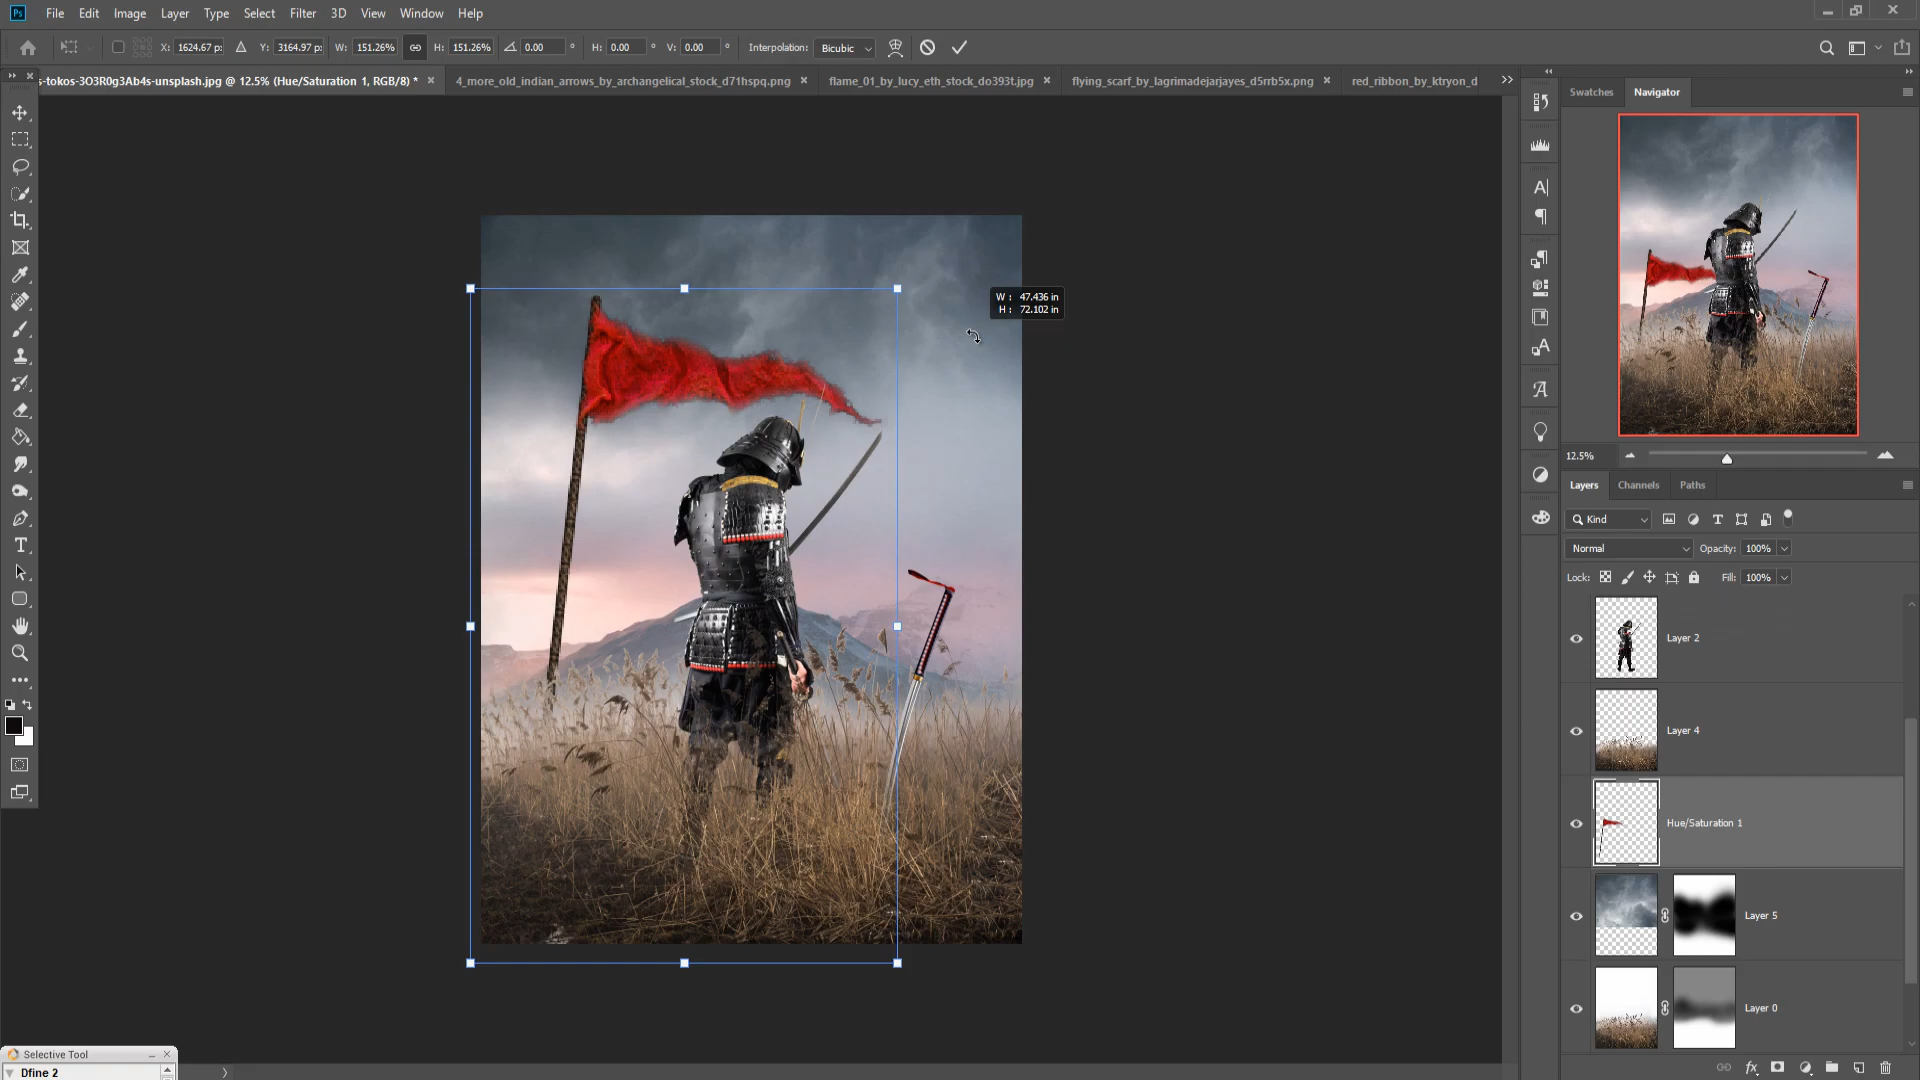 Ps File Edit Image Layer Type Select Filter 3D View Window Help
X: 1624.67 p Y: 3164.97 p W: 151.26% H: 151.26% 0.00 ° H: 0.00 ° V: 0.00 ° Interpolation: Bicubic
s-tokos-3O3R0g3Ab4s-unsplash.jpg @ 12.5% (Hue/Saturation 1, RGB/8) * × 4_more_old_indian_arrows_by_archangelical_stock_d71hspq.png × flame_01_by_lucy_eth_stock_do393t.jpg × flying_scarf_by_lagrimadejarjayes_d5rrb5x.png × red_ribbon_by_ktryon_d
Swatches Navigator
W : 47.436 in
H : 72.102 in
12.5%
Layers Channels Paths
Kind
Normal Opacity: 100%
Lock: Fill: 100%
Layer 2
Layer 4
Hue/Saturation 1
Layer 5
Layer 0
Selective Tool
Dfine 2